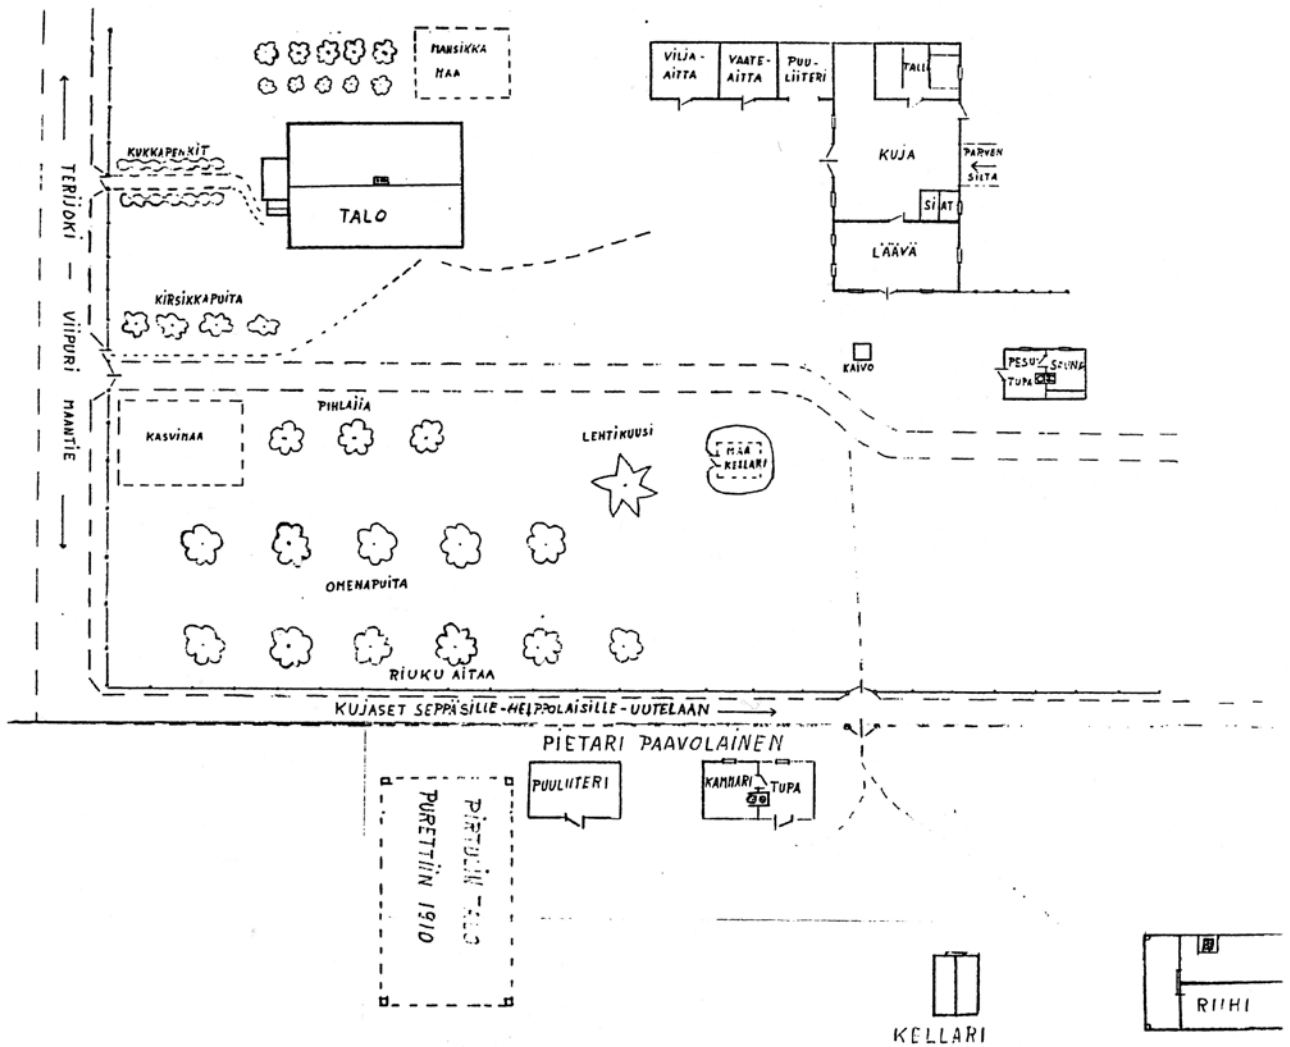 MANSIKKA
MAA
VILJA-
AITTA
VAATE-
AITTA
PUU-
LIITERI
TALLI
KUKKAPENKIT
KUJA
PARVEN
SILTA
SIAT
TALO
LÄÄVÄ
TERIJOKI — VIIPURI MAANTIE
KIRSIKKAPUITA
KAIVO
PESU
TUPA
SAUNA
PIHLAJIA
KASVIMAA
LEHTIKUUSI
MAA
KELLARI
OMENAPUITA
RIUKU AITAA
KUJASET SEPPÄSILLE-HELPPOLAISILLE-UUTELAAN
PIETARI PAAVOLAINEN
PUULIITERI
KAMMARI
TUPA
PIRTULIN TALO
PURETTIIN 1910
KELLARI
RIIHI